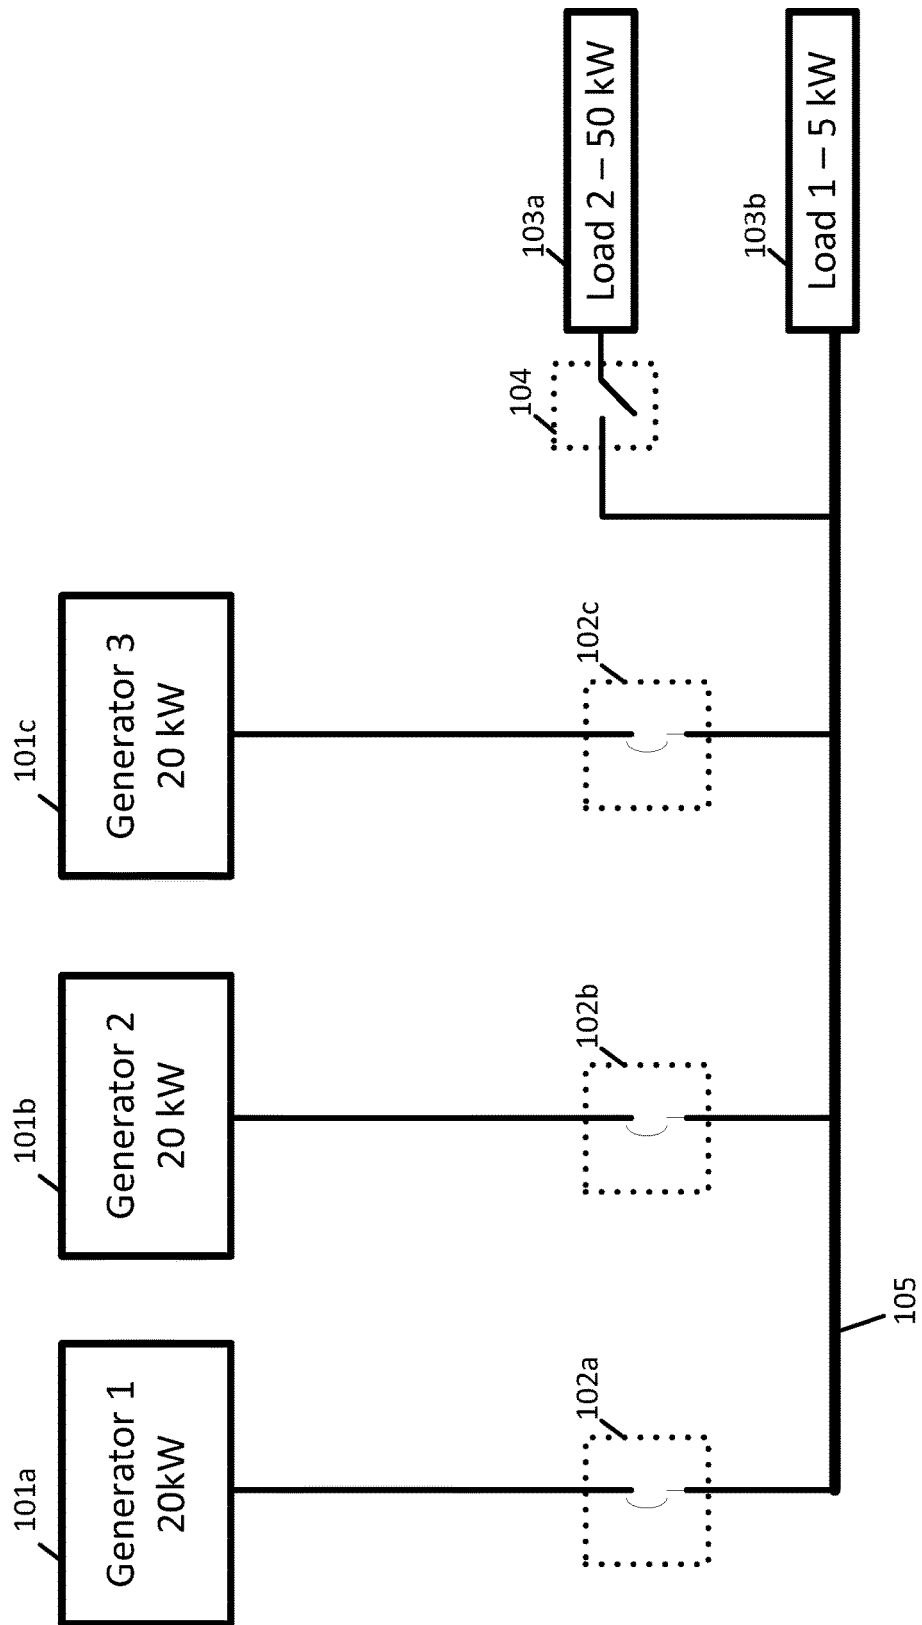 101a
Generator 1
20kW
101b
Generator 2
20 kW
101c
Generator 3
20 kW
102a
102b
102c
104
103a
Load 2 – 50 kW
103b
Load 1 – 5 kW
105